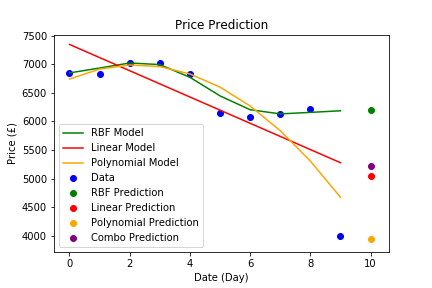 Price Prediction
7500
7000
6500
6000
5500
5000
4500
4000
Price (£)
RBF Model
Linear Model
Polynomial Model
Data
RBF Prediction
Linear Prediction
Polynomial Prediction
Combo Prediction
0 2 4 6 8 10
Date (Day)